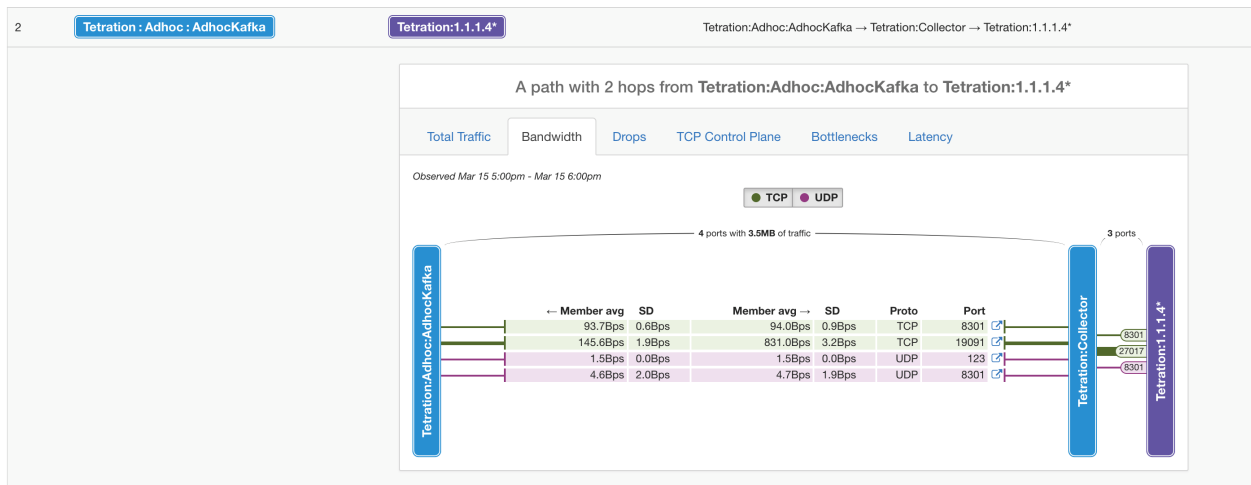 2 Tetration : Adhoc : AdhocKafka Tetration:1.1.1.4* Tetration:Adhoc:AdhocKafka → Tetration:Collector → Tetration:1.1.1.4*
A path with 2 hops from Tetration:Adhoc:AdhocKafka to Tetration:1.1.1.4*
Total Traffic Bandwidth Drops TCP Control Plane Bottlenecks Latency
Observed Mar 15 5:00pm - Mar 15 6:00pm
TCP UDP
4 ports with 3.5MB of traffic
3 ports
Tetration:Adhoc:AdhocKafka
← Member avg SD Member avg → SD Proto Port
93.7Bps 0.6Bps 94.0Bps 0.9Bps TCP 8301
145.6Bps 1.9Bps 831.0Bps 3.2Bps TCP 19091
1.5Bps 0.0Bps 1.5Bps 0.0Bps UDP 123
4.6Bps 2.0Bps 4.7Bps 1.9Bps UDP 8301
Tetration:Collector
8301
27017
8301
Tetration:1.1.1.4*